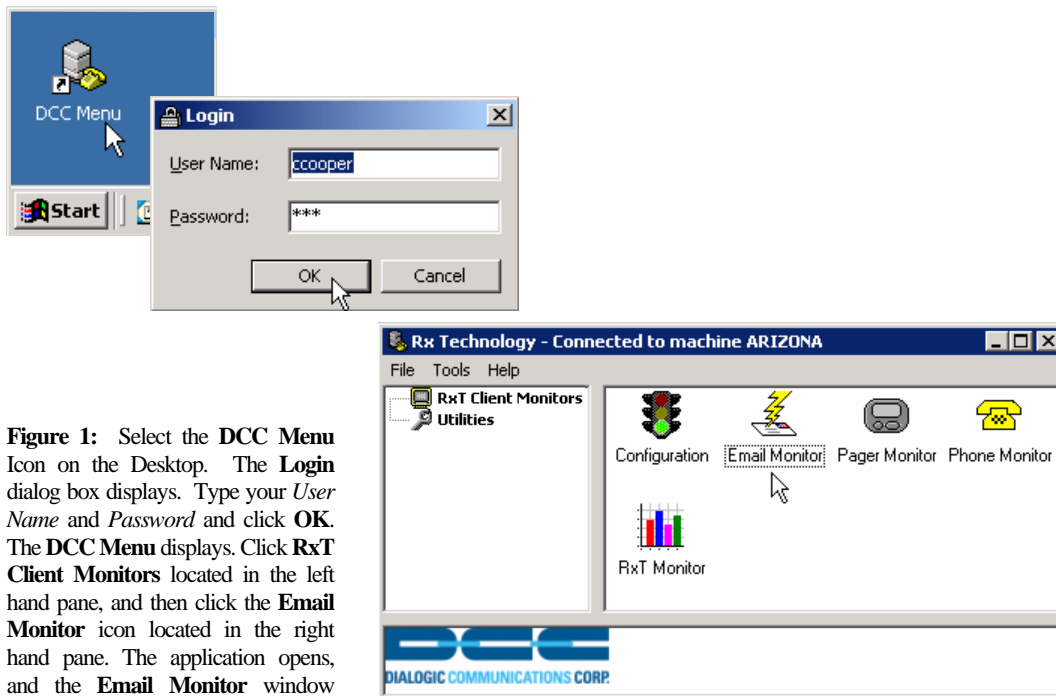 DCC Menu
Start
Login
User Name:
ccooper
Password:
***
OK
Cancel
Rx Technology - Connected to machine ARIZONA
File Tools Help
RxT Client Monitors
Utilities
Configuration
Email Monitor
Pager Monitor
Phone Monitor
RxT Monitor
DCC
DIALOGIC COMMUNICATIONS CORP.
Figure 1: Select the DCC Menu
Icon on the Desktop. The Login
dialog box displays. Type your User
Name and Password and click OK.
The DCC Menu displays. Click RxT
Client Monitors located in the left
hand pane, and then click the Email
Monitor icon located in the right
hand pane. The application opens,
and the Email Monitor window